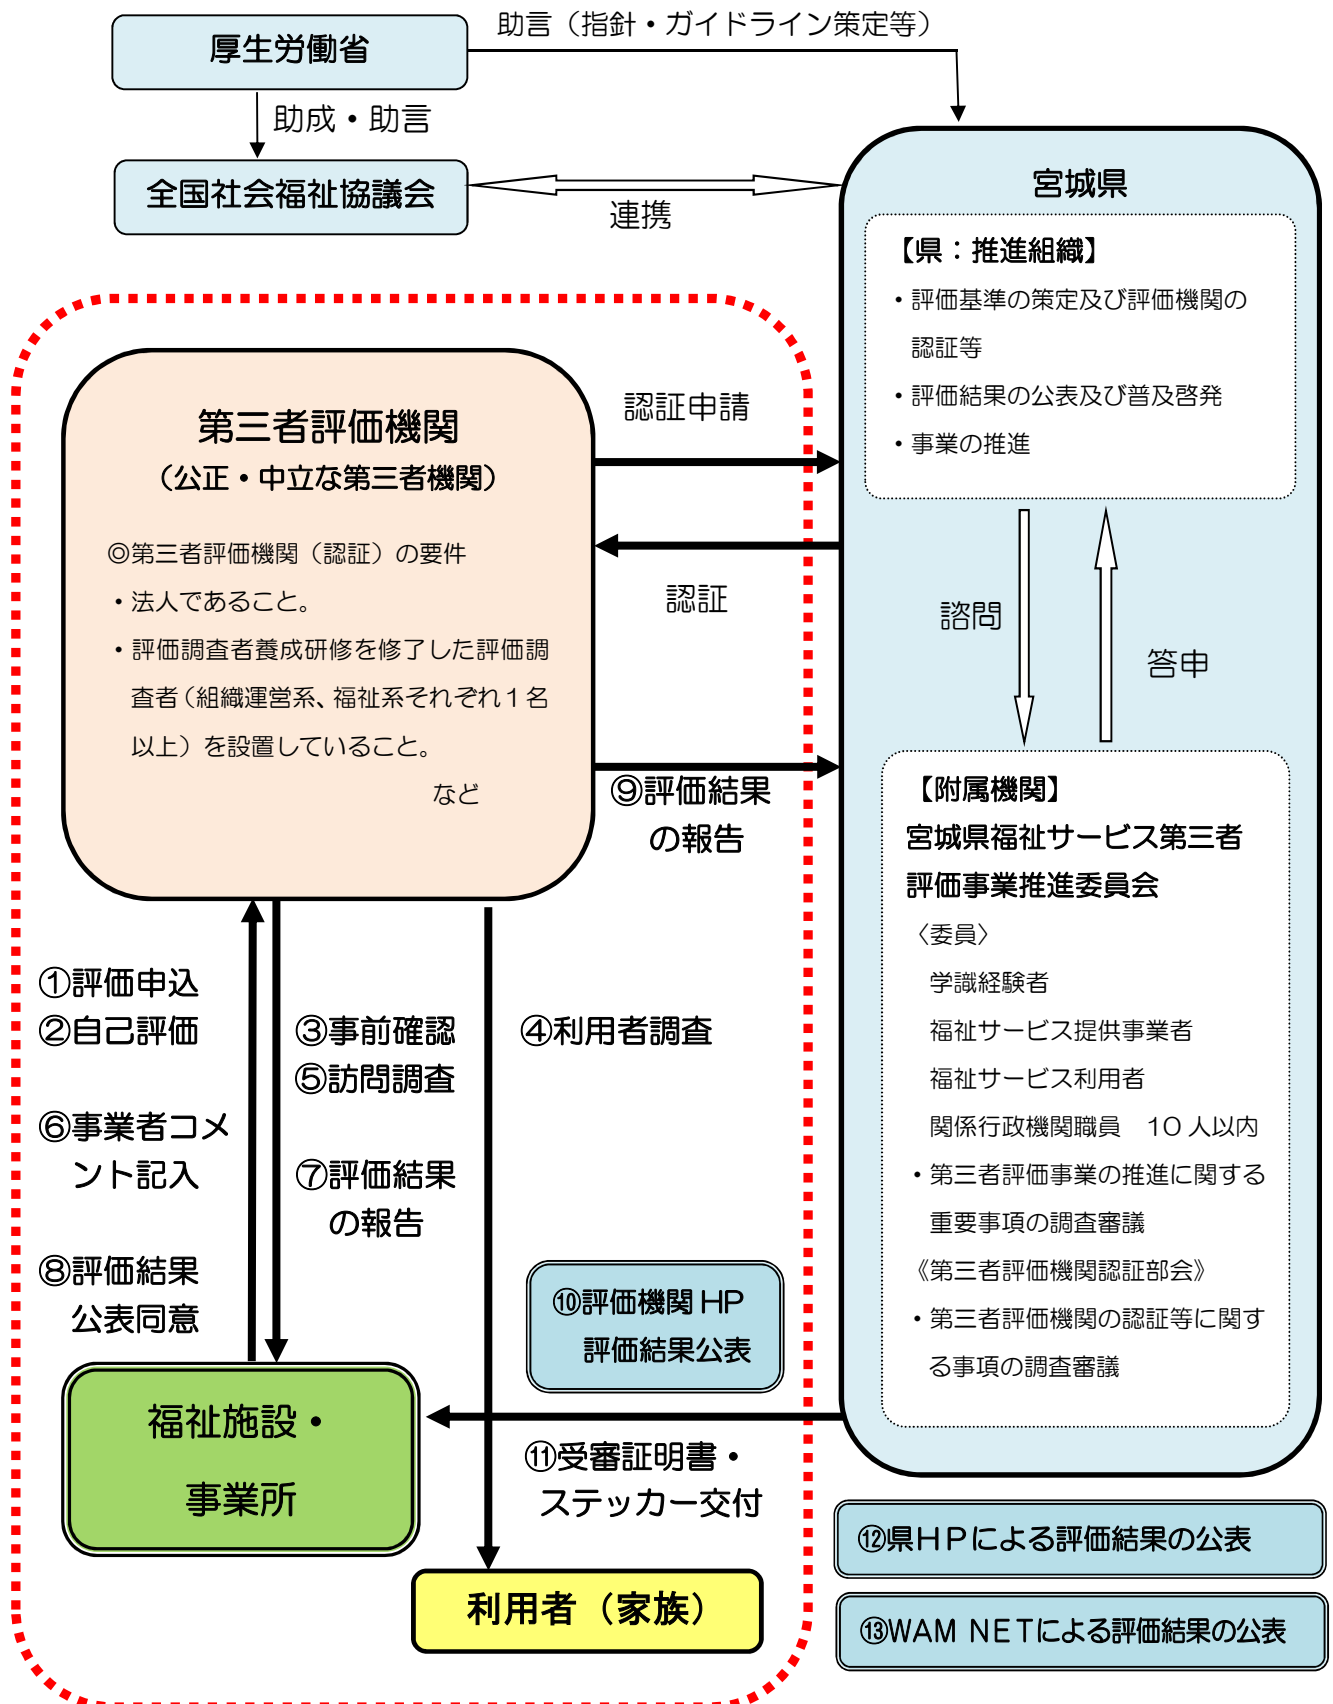 助言（指針・ガイドライン策定等）
厚生労働省
助成・助言
全国社会福祉協議会
連携
宮城県
【県：推進組織】
・評価基準の策定及び評価機関の
認証等
・評価結果の公表及び普及啓発
・事業の推進
諮問
答申
【附属機関】
宮城県福祉サービス第三者
評価事業推進委員会
〈委員〉
学識経験者
福祉サービス提供事業者
福祉サービス利用者
関係行政機関職員　10人以内
・第三者評価事業の推進に関する
重要事項の調査審議
《第三者評価機関認証部会》
・第三者評価機関の認証等に関す
る事項の調査審議
第三者評価機関
（公正・中立な第三者機関）
◎第三者評価機関（認証）の要件
・法人であること。
・評価調査者養成研修を修了した評価調
査者（組織運営系、福祉系それぞれ１名
以上）を設置していること。
など
認証申請
認証
⑨評価結果
の報告
①評価申込
②自己評価
⑥事業者コメ
ント記入
⑧評価結果
公表同意
③事前確認
⑤訪問調査
⑦評価結果
の報告
④利用者調査
⑩評価機関HP
評価結果公表
福祉施設・
事業所
⑪受審証明書・
ステッカー交付
利用者（家族）
⑫県ＨＰによる評価結果の公表
⑬WAM NETによる評価結果の公表